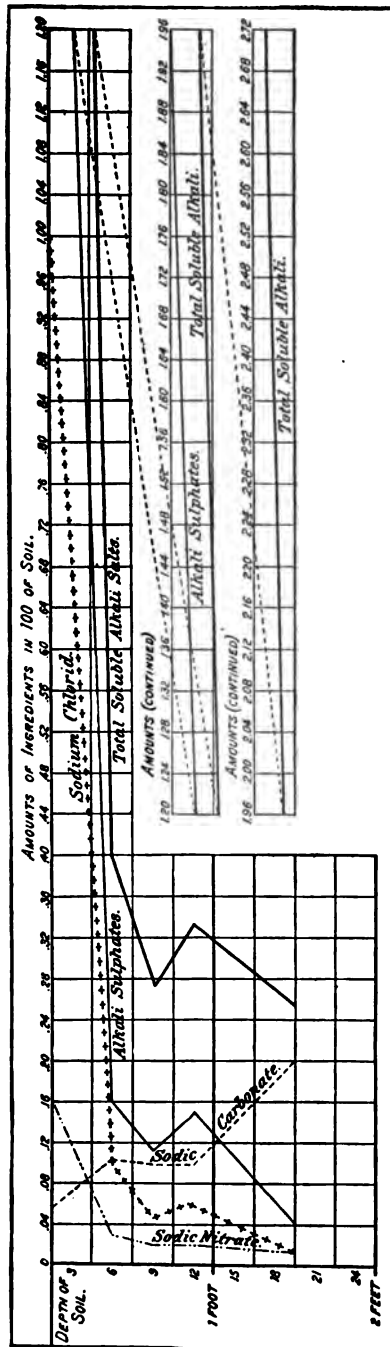 AMOUNTS OF INGREDIENTS IN 100 OF SOIL.
0 .04 .08 .12 .16 .20 .24 .28 .32 .36 .40 .44 .48 .52 .56 .60 .64 .68 .72 .76 .80 .84 .88 .92 .96 1.00 1.04 1.08 1.12 1.16 1.20
DEPTH OF
SOIL.
3
6
9
12
1 FOOT
15
18
21
24
2 FEET
Sodium Chlorid.
Alkali Sulphates.
Total Soluble Alkali Salts.
Sodic Carbonate
Sodic Nitrate
AMOUNTS (CONTINUED)
1.20 1.24 1.28 1.32 1.36 1.40 1.44 1.48 1.52 1.60 1.64 1.68 1.72 1.76 1.80 1.84 1.88 1.92 1.96
Alkali Sulphates.
Total Soluble Alkali.
AMOUNTS (CONTINUED)
1.96 2.00 2.04 2.08 2.12 2.16 2.20 2.24 2.28 2.32 2.36 2.40 2.44 2.48 2.52 2.56 2.60 2.64 2.68 2.72
Total Soluble Alkali.